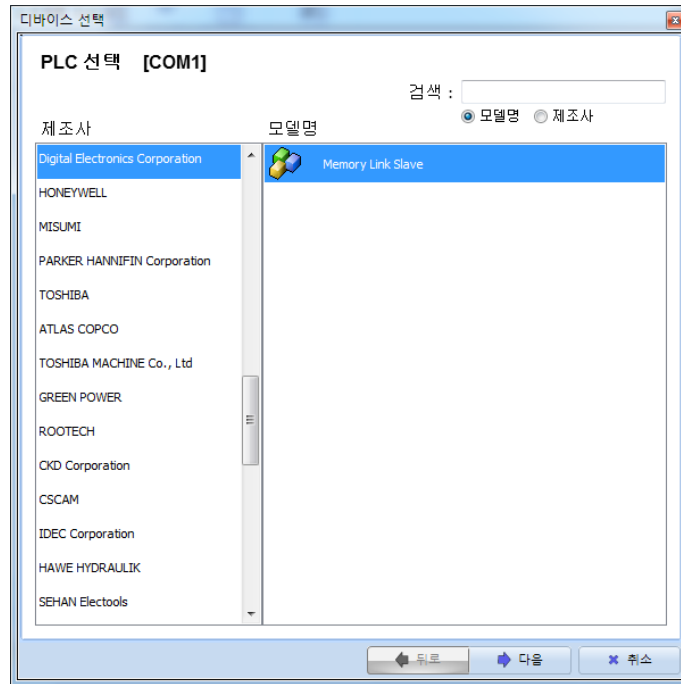 디바이스 선택
PLC 선택 [COM1]
검색 :
모델명 제조사
제조사
모델명
Digital Electronics Corporation
HONEYWELL
MISUMI
PARKER HANNIFIN Corporation
TOSHIBA
ATLAS COPCO
TOSHIBA MACHINE Co., Ltd
GREEN POWER
ROOTECH
CKD Corporation
CSCAM
IDEC Corporation
HAWE HYDRAULIK
SEHAN Electools
Memory Link Slave
뒤로 다음 취소